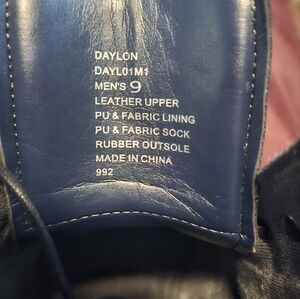 DAYLON
DAYL01M1
MEN'S 9
LEATHER UPPER
PU & FABRIC LINING
PU & FABRIC SOCK
RUBBER OUTSOLE
MADE IN CHINA
992